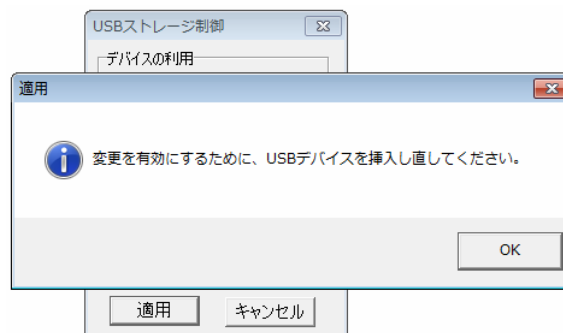 USBストレージ制御
デバイスの利用
適用
変更を有効にするために、USBデバイスを挿入し直してください。
OK
適用 キャンセル